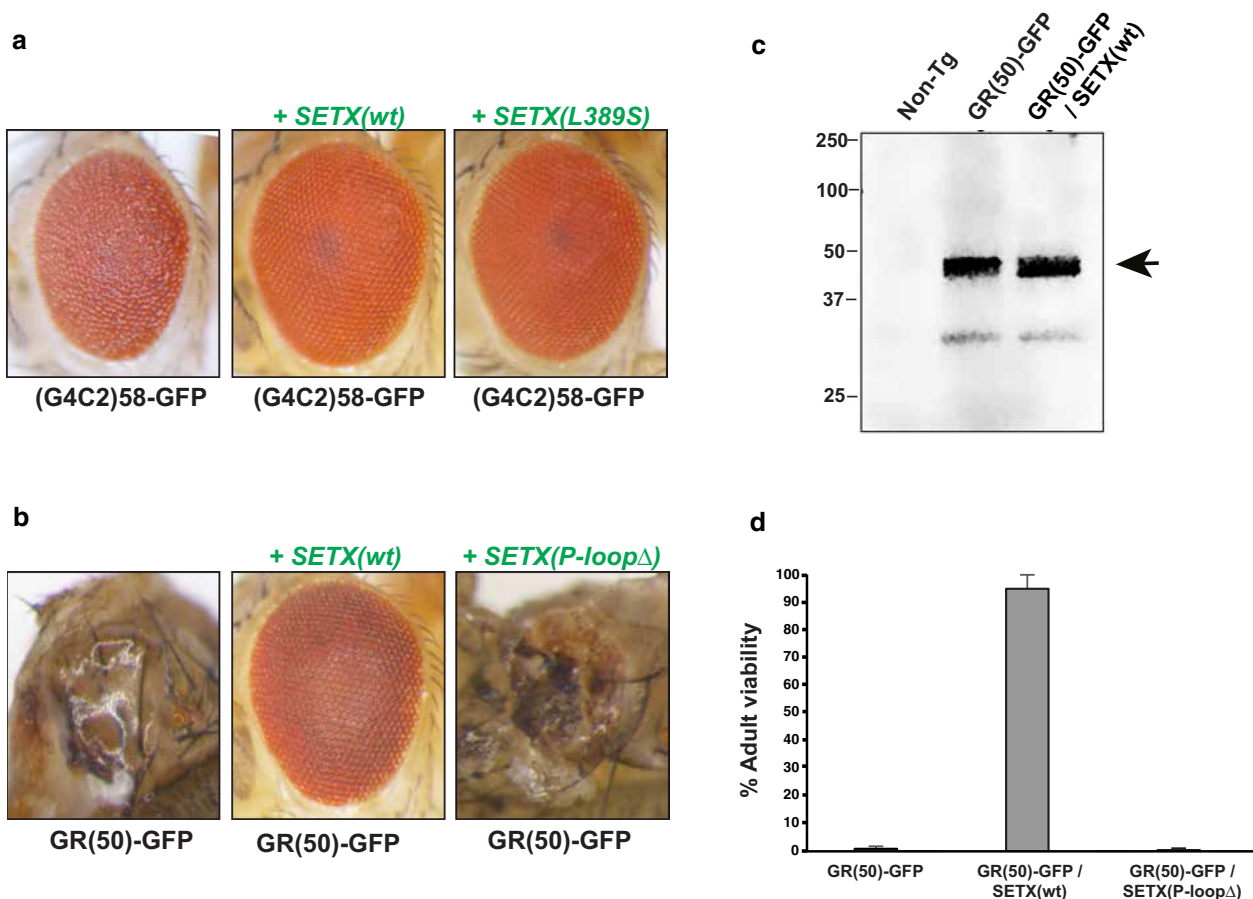 a
+ SETX(wt)
+ SETX(L389S)
(G4C2)58-GFP
(G4C2)58-GFP
(G4C2)58-GFP
b
+ SETX(wt)
+ SETX(P-loopΔ)
GR(50)-GFP
GR(50)-GFP
GR(50)-GFP
c
Non-Tg
GR(50)-GFP
GR(50)-GFP
/ SETX(wt)
250
100
50
37
25
d
% Adult viability
100
90
80
70
60
50
40
30
20
10
0
GR(50)-GFP
GR(50)-GFP /
SETX(wt)
GR(50)-GFP /
SETX(P-loopΔ)